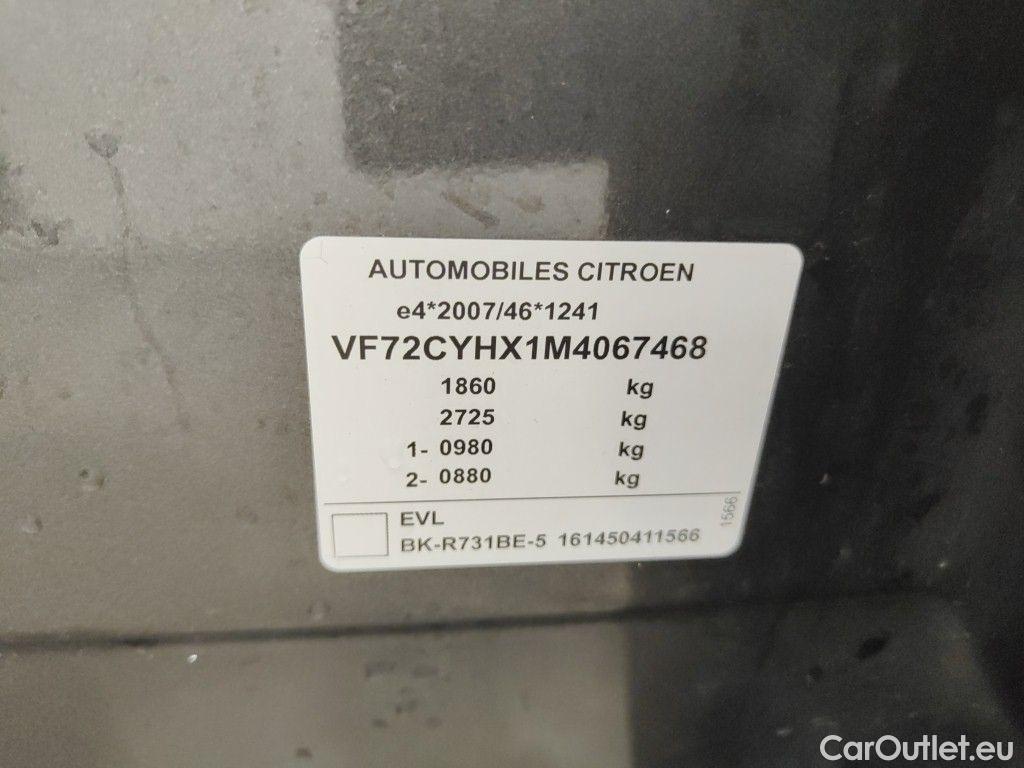 AUTOMOBILES CITROEN
e4*2007/46*1241
VF72CYHX1M4067468
1860 kg
2725 kg
1- 0980 kg
2- 0880 kg
EVL
BK-R731BE-5 161450411566
1566
CarOutlet.eu